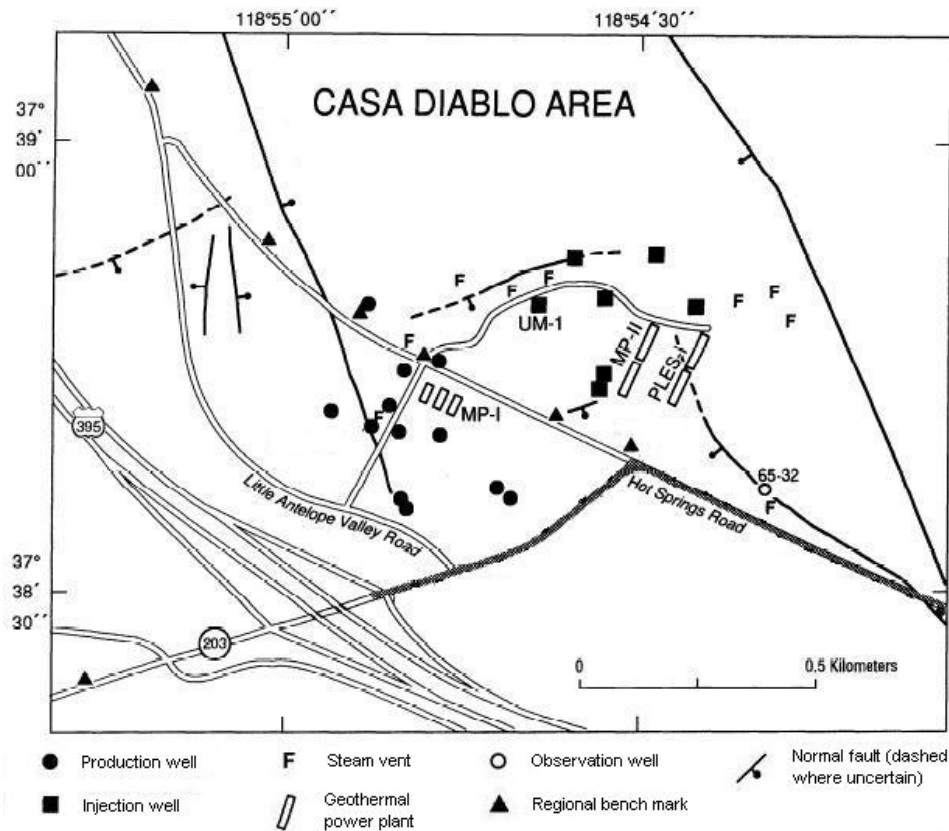 118°55´00´´
118°54´30´´
37°
39´
00´´
CASA DIABLO AREA
F
F
F
F
F
F
F
UM-1
MP-II
PLES-I
F
MP-I
395
65-32
F
Little Antelope Valley Road
Hot Springs Road
37°
38´
30´´
203
0
0.5 Kilometers
Production well
F
Steam vent
Observation well
Normal fault (dashed
where uncertain)
Injection well
Geothermal
power plant
Regional bench mark